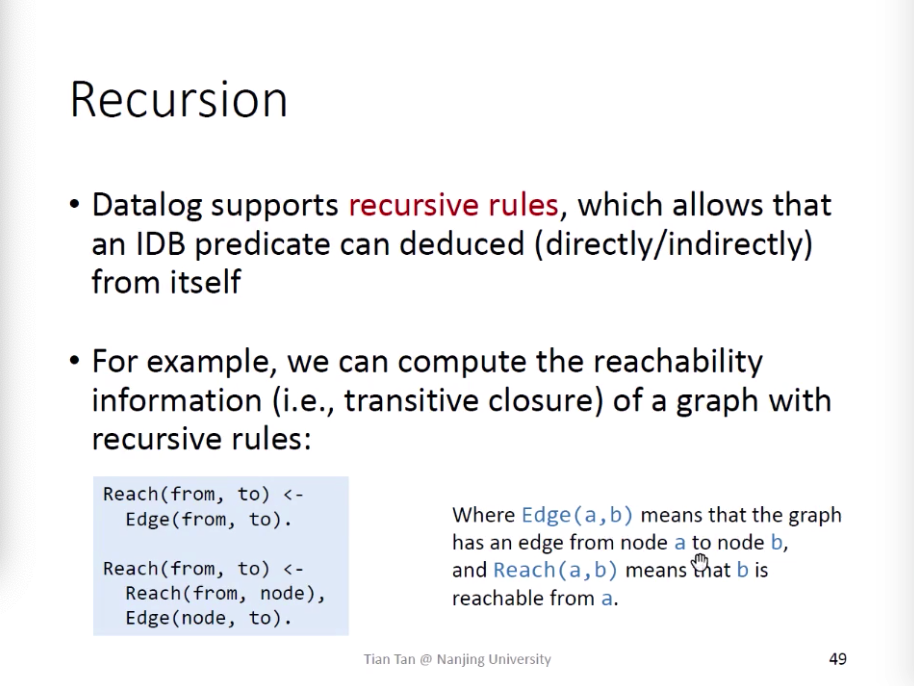 Recursion
• Datalog supports recursive rules, which allows that
an IDB predicate can deduced (directly/indirectly)
from itself
• For example, we can compute the reachability
information (i.e., transitive closure) of a graph with
recursive rules:
Reach(from, to) <-
Edge(from, to).
Reach(from, to) <-
Reach(from, node),
Edge(node, to).
Where Edge(a,b) means that the graph
has an edge from node a to node b,
and Reach(a,b) means that b is
reachable from a.
Tian Tan @ Nanjing University
49